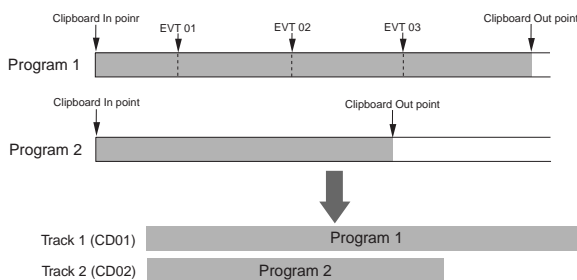 Clipboard In poinr
EVT 01
EVT 02
EVT 03
Clipboard Out point
Program 1
Clipboard In point
Clipboard Out point
Program 2
Track 1 (CD01)
Program 1
Track 2 (CD02)
Program 2